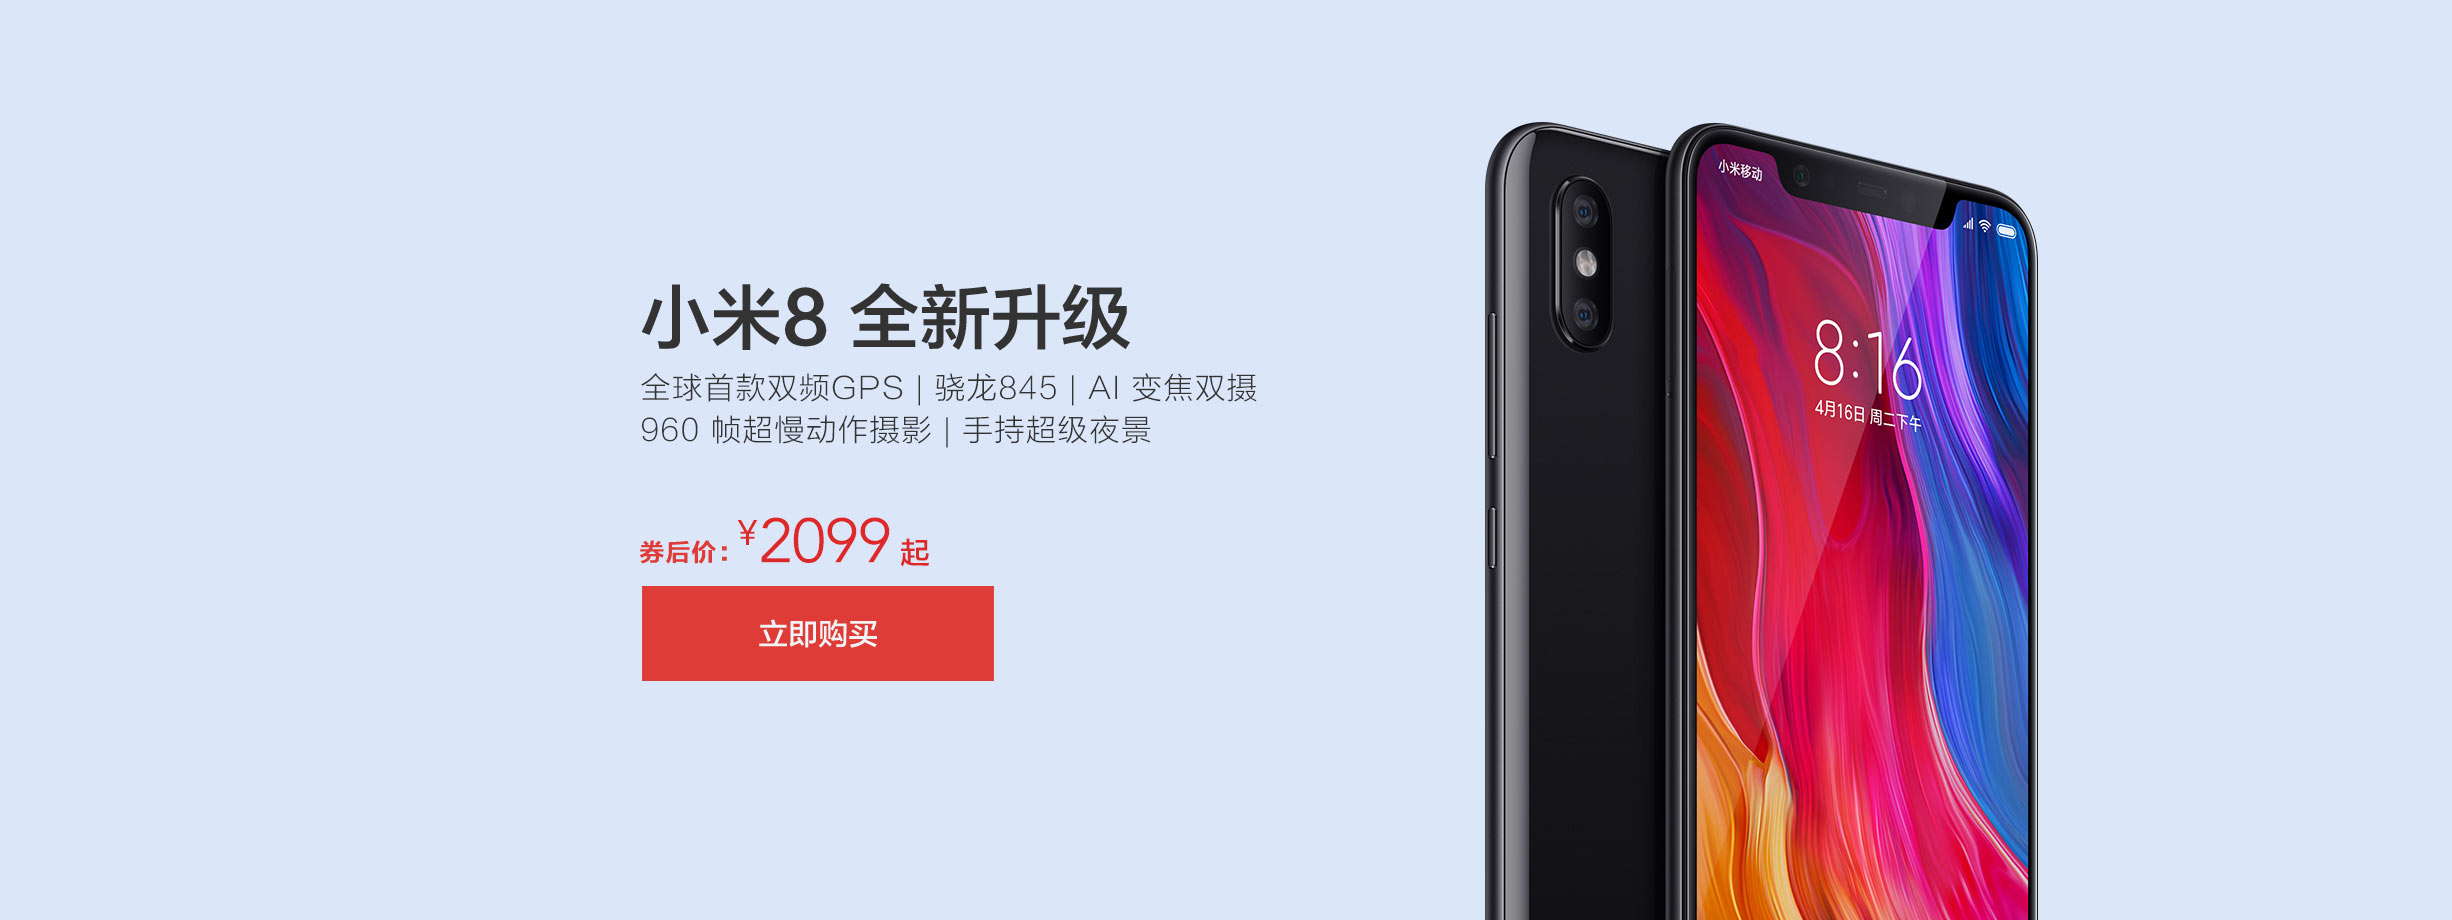 小米8 全新升级
全球首款双频GPS | 骁龙845 | AI 变焦双摄
960 帧超慢动作摄影 | 手持超级夜景
券后价：¥2099 起
立即购买
小米移动
8:16
4月16日 周二下午